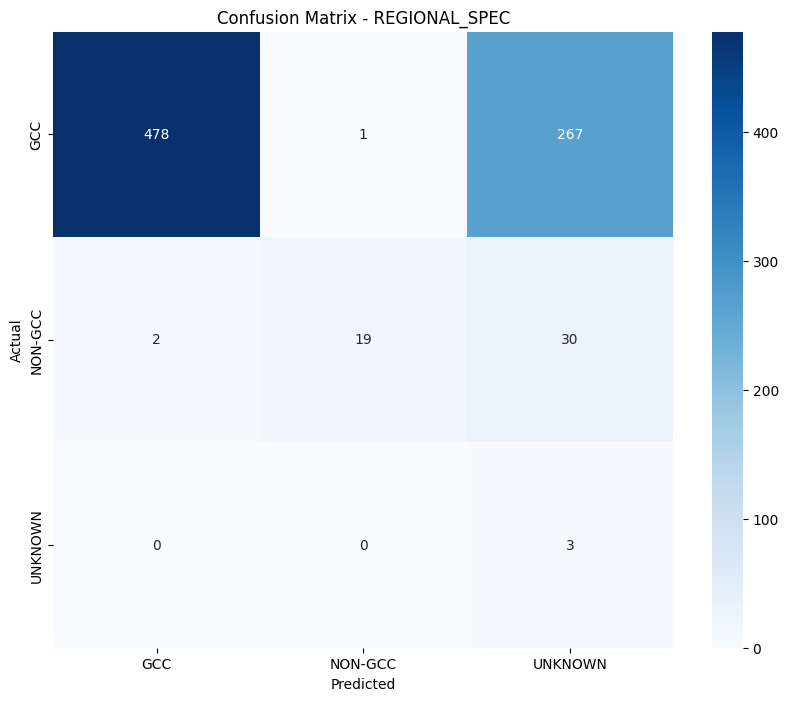 Confusion Matrix - REGIONAL_SPEC
GCC
478
1
267
400
300
Actual
NON-GCC
2
19
30
200
100
UNKNOWN
0
0
3
0
GCC
NON-GCC
UNKNOWN
Predicted